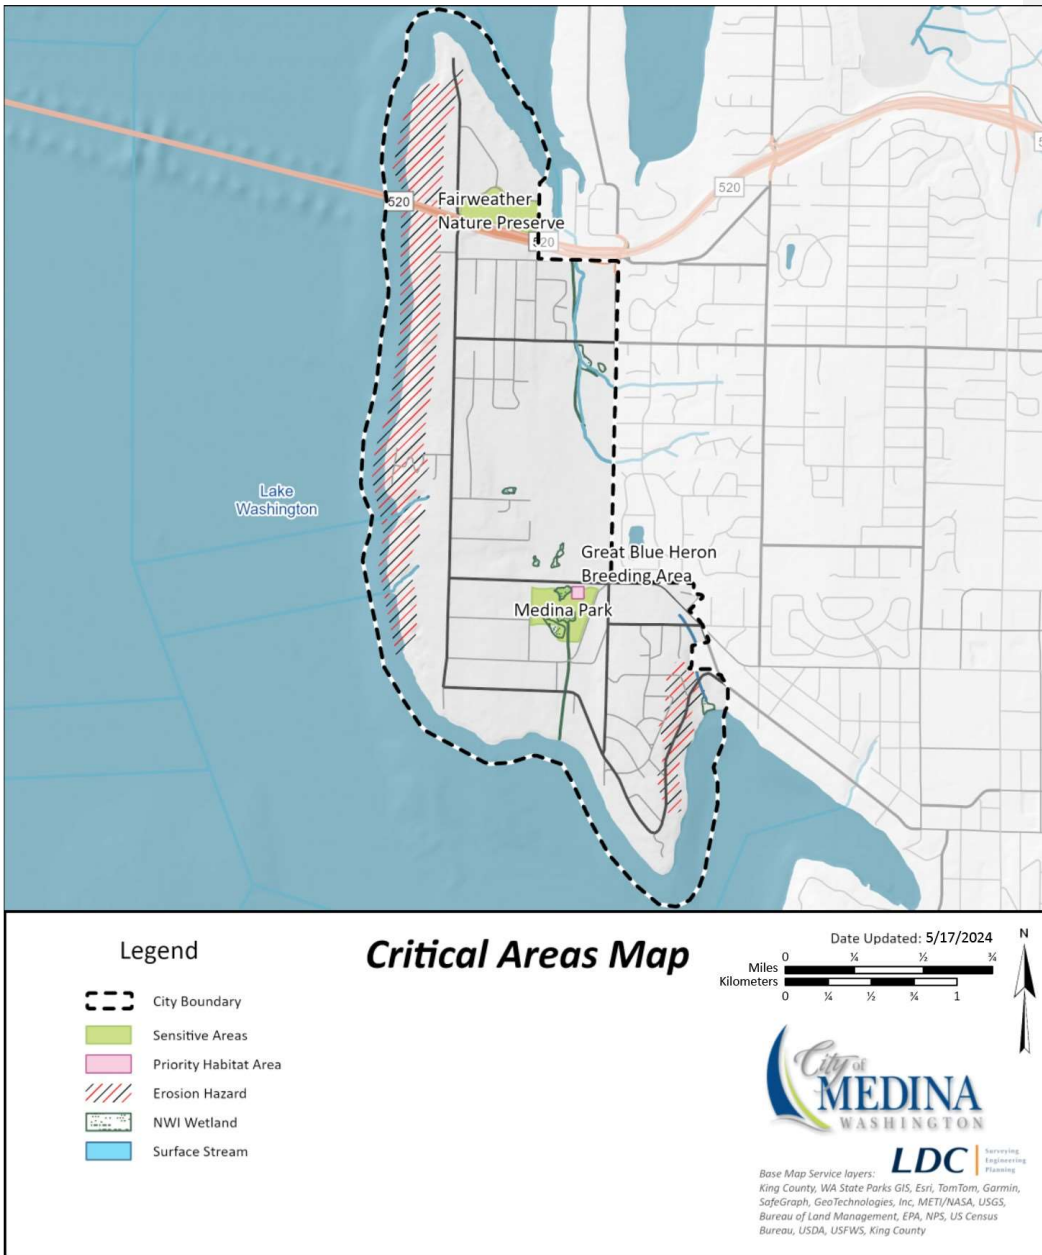 520
520
Fairweather
Nature Preserve
520
Lake
Washington
Great Blue Heron
Breeding Area
Medina Park
Legend
City Boundary
Sensitive Areas
Priority Habitat Area
Erosion Hazard
NWI Wetland
Surface Stream
Critical Areas Map
Date Updated: 5/17/2024
N
0 ¼ ½ ¾
Miles
Kilometers
0 ¼ ½ ¾ 1
City of
MEDINA
WASHINGTON
LDC
Surveying
Engineering
Planning
Base Map Service layers:
King County, WA State Parks GIS, Esri, TomTom, Garmin,
SafeGraph, GeoTechnologies, Inc, METI/NASA, USGS,
Bureau of Land Management, EPA, NPS, US Census
Bureau, USDA, USFWS, King County